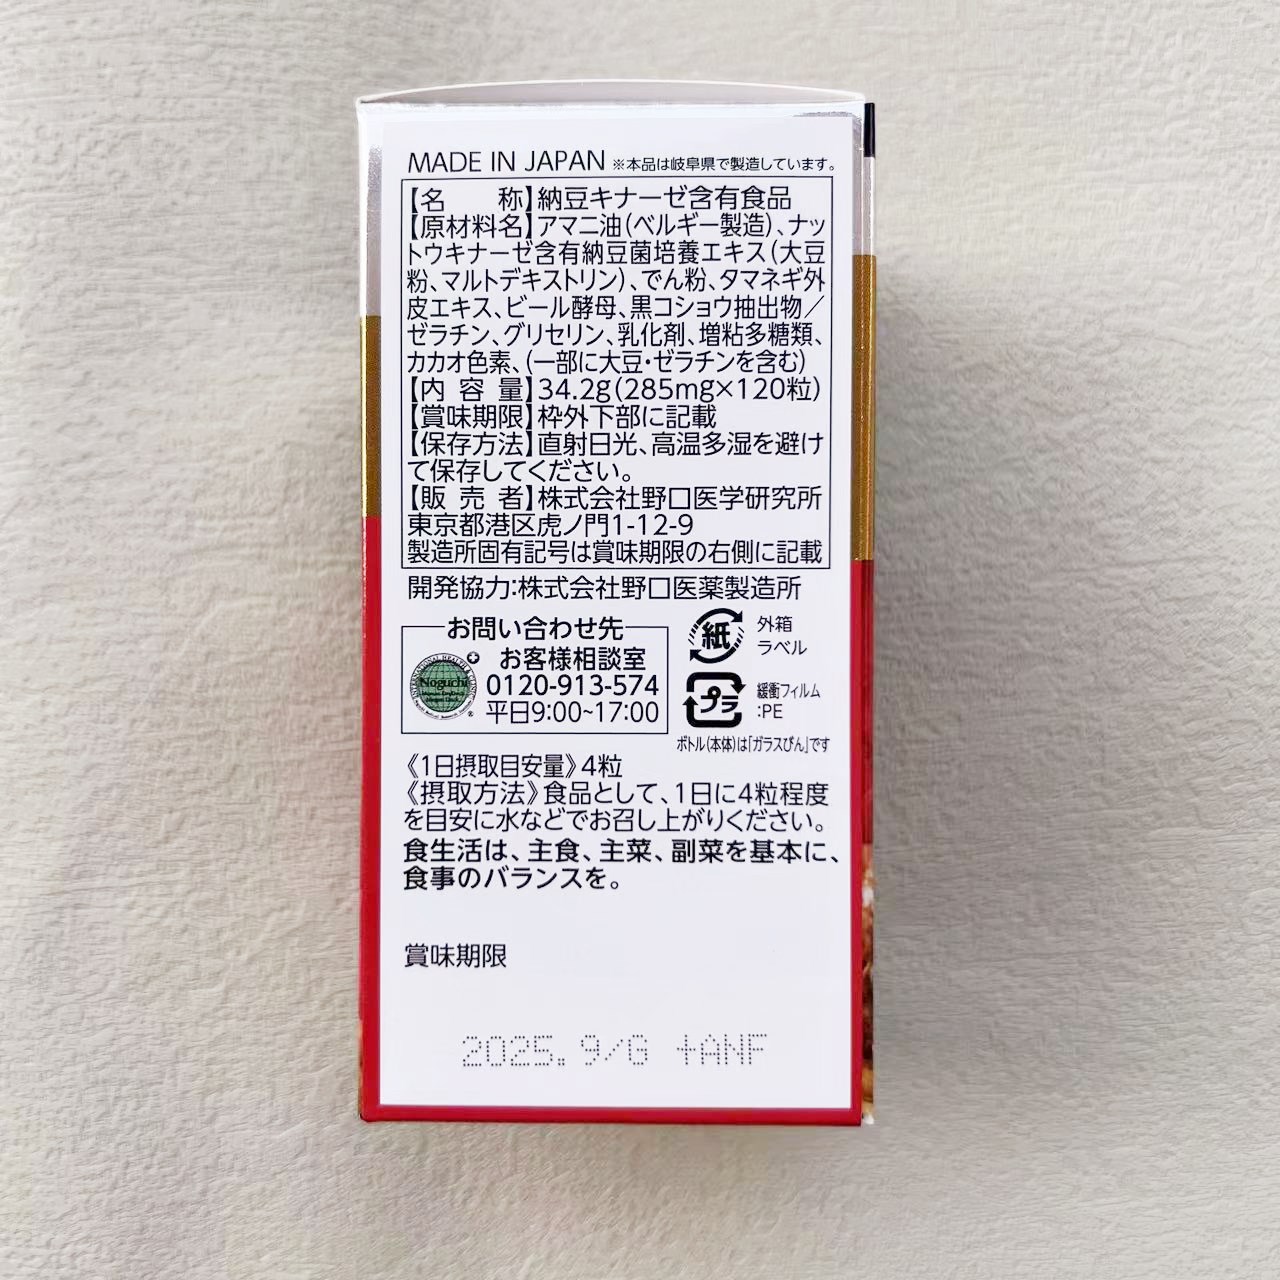 MADE IN JAPAN ※本品は岐阜県で製造しています。
【名　　称】納豆キナーゼ含有食品
【原材料名】アマニ油(ベルギー製造)、ナッ
トウキナーゼ含有納豆菌培養エキス(大豆
粉、マルトデキストリン)、でん粉、タマネギ外
皮エキス、ビール酵母、黒コショウ抽出物／
ゼラチン、グリセリン、乳化剤、増粘多糖類、
カカオ色素、(一部に大豆・ゼラチンを含む)
【内 容 量】34.2g(285mg×120粒)
【賞味期限】枠外下部に記載
【保存方法】直射日光、高温多湿を避け
て保存してください。
【販 売 者】株式会社野口医学研究所
東京都港区虎ノ門1-12-9
製造所固有記号は賞味期限の右側に記載
開発協力:株式会社野口医薬製造所
お問い合わせ先
お客様相談室
0120-913-574
平日9:00~17:00
Noguchi
紙
外箱
ラベル
プラ
緩衝フィルム
:PE
ボトル(本体)は「ガラスびん」です
《1日摂取目安量》4粒
《摂取方法》食品として、1日に4粒程度
を目安に水などでお召し上がりください。
食生活は、主食、主菜、副菜を基本に、
食事のバランスを。
賞味期限
2025. 9/G +ANF